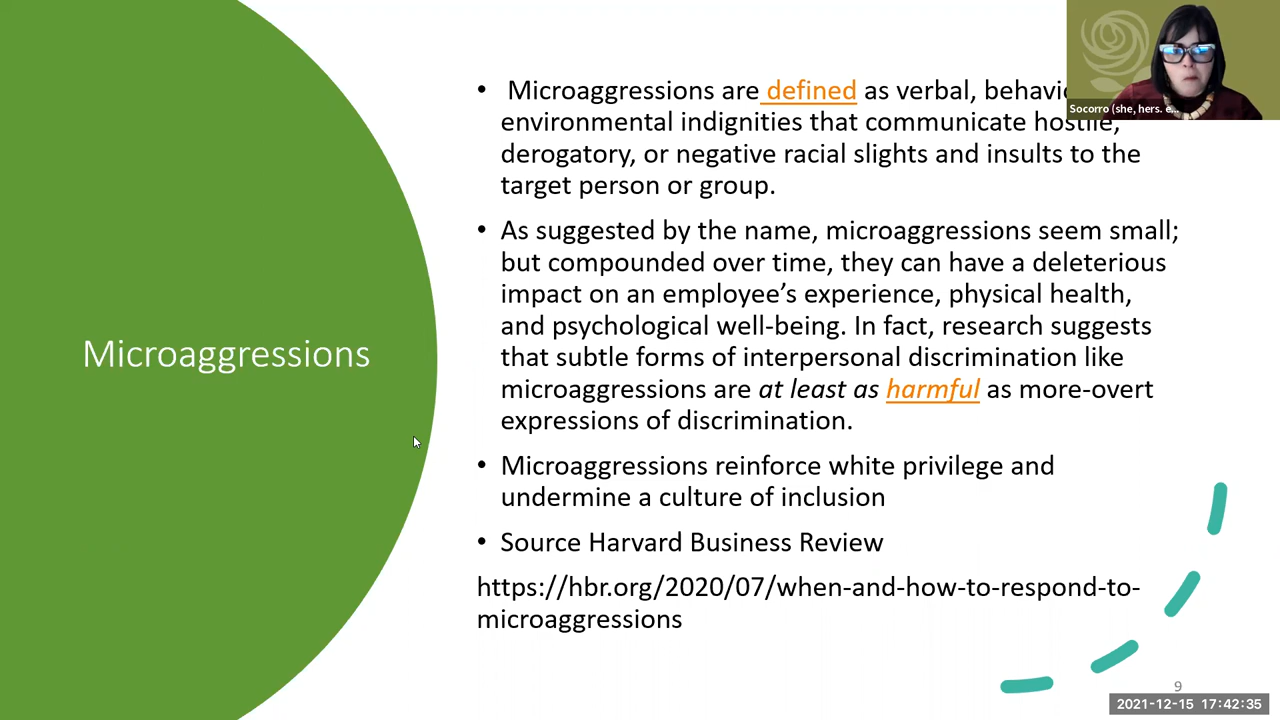 Microaggressions are defined as verbal, behavio
environmental indignities that communicate hostile,
derogatory, or negative racial slights and insults to the
target person or group.
As suggested by the name, microaggressions seem small;
but compounded over time, they can have a deleterious
impact on an employee’s experience, physical health,
and psychological well-being. In fact, research suggests
that subtle forms of interpersonal discrimination like
microaggressions are at least as harmful as more-overt
expressions of discrimination.
Microaggressions reinforce white privilege and
undermine a culture of inclusion
Source Harvard Business Review
https://hbr.org/2020/07/when-and-how-to-respond-to-
microaggressions
Microaggressions
Socorro (she, hers. e...
9
2021-12-15 17:42:35